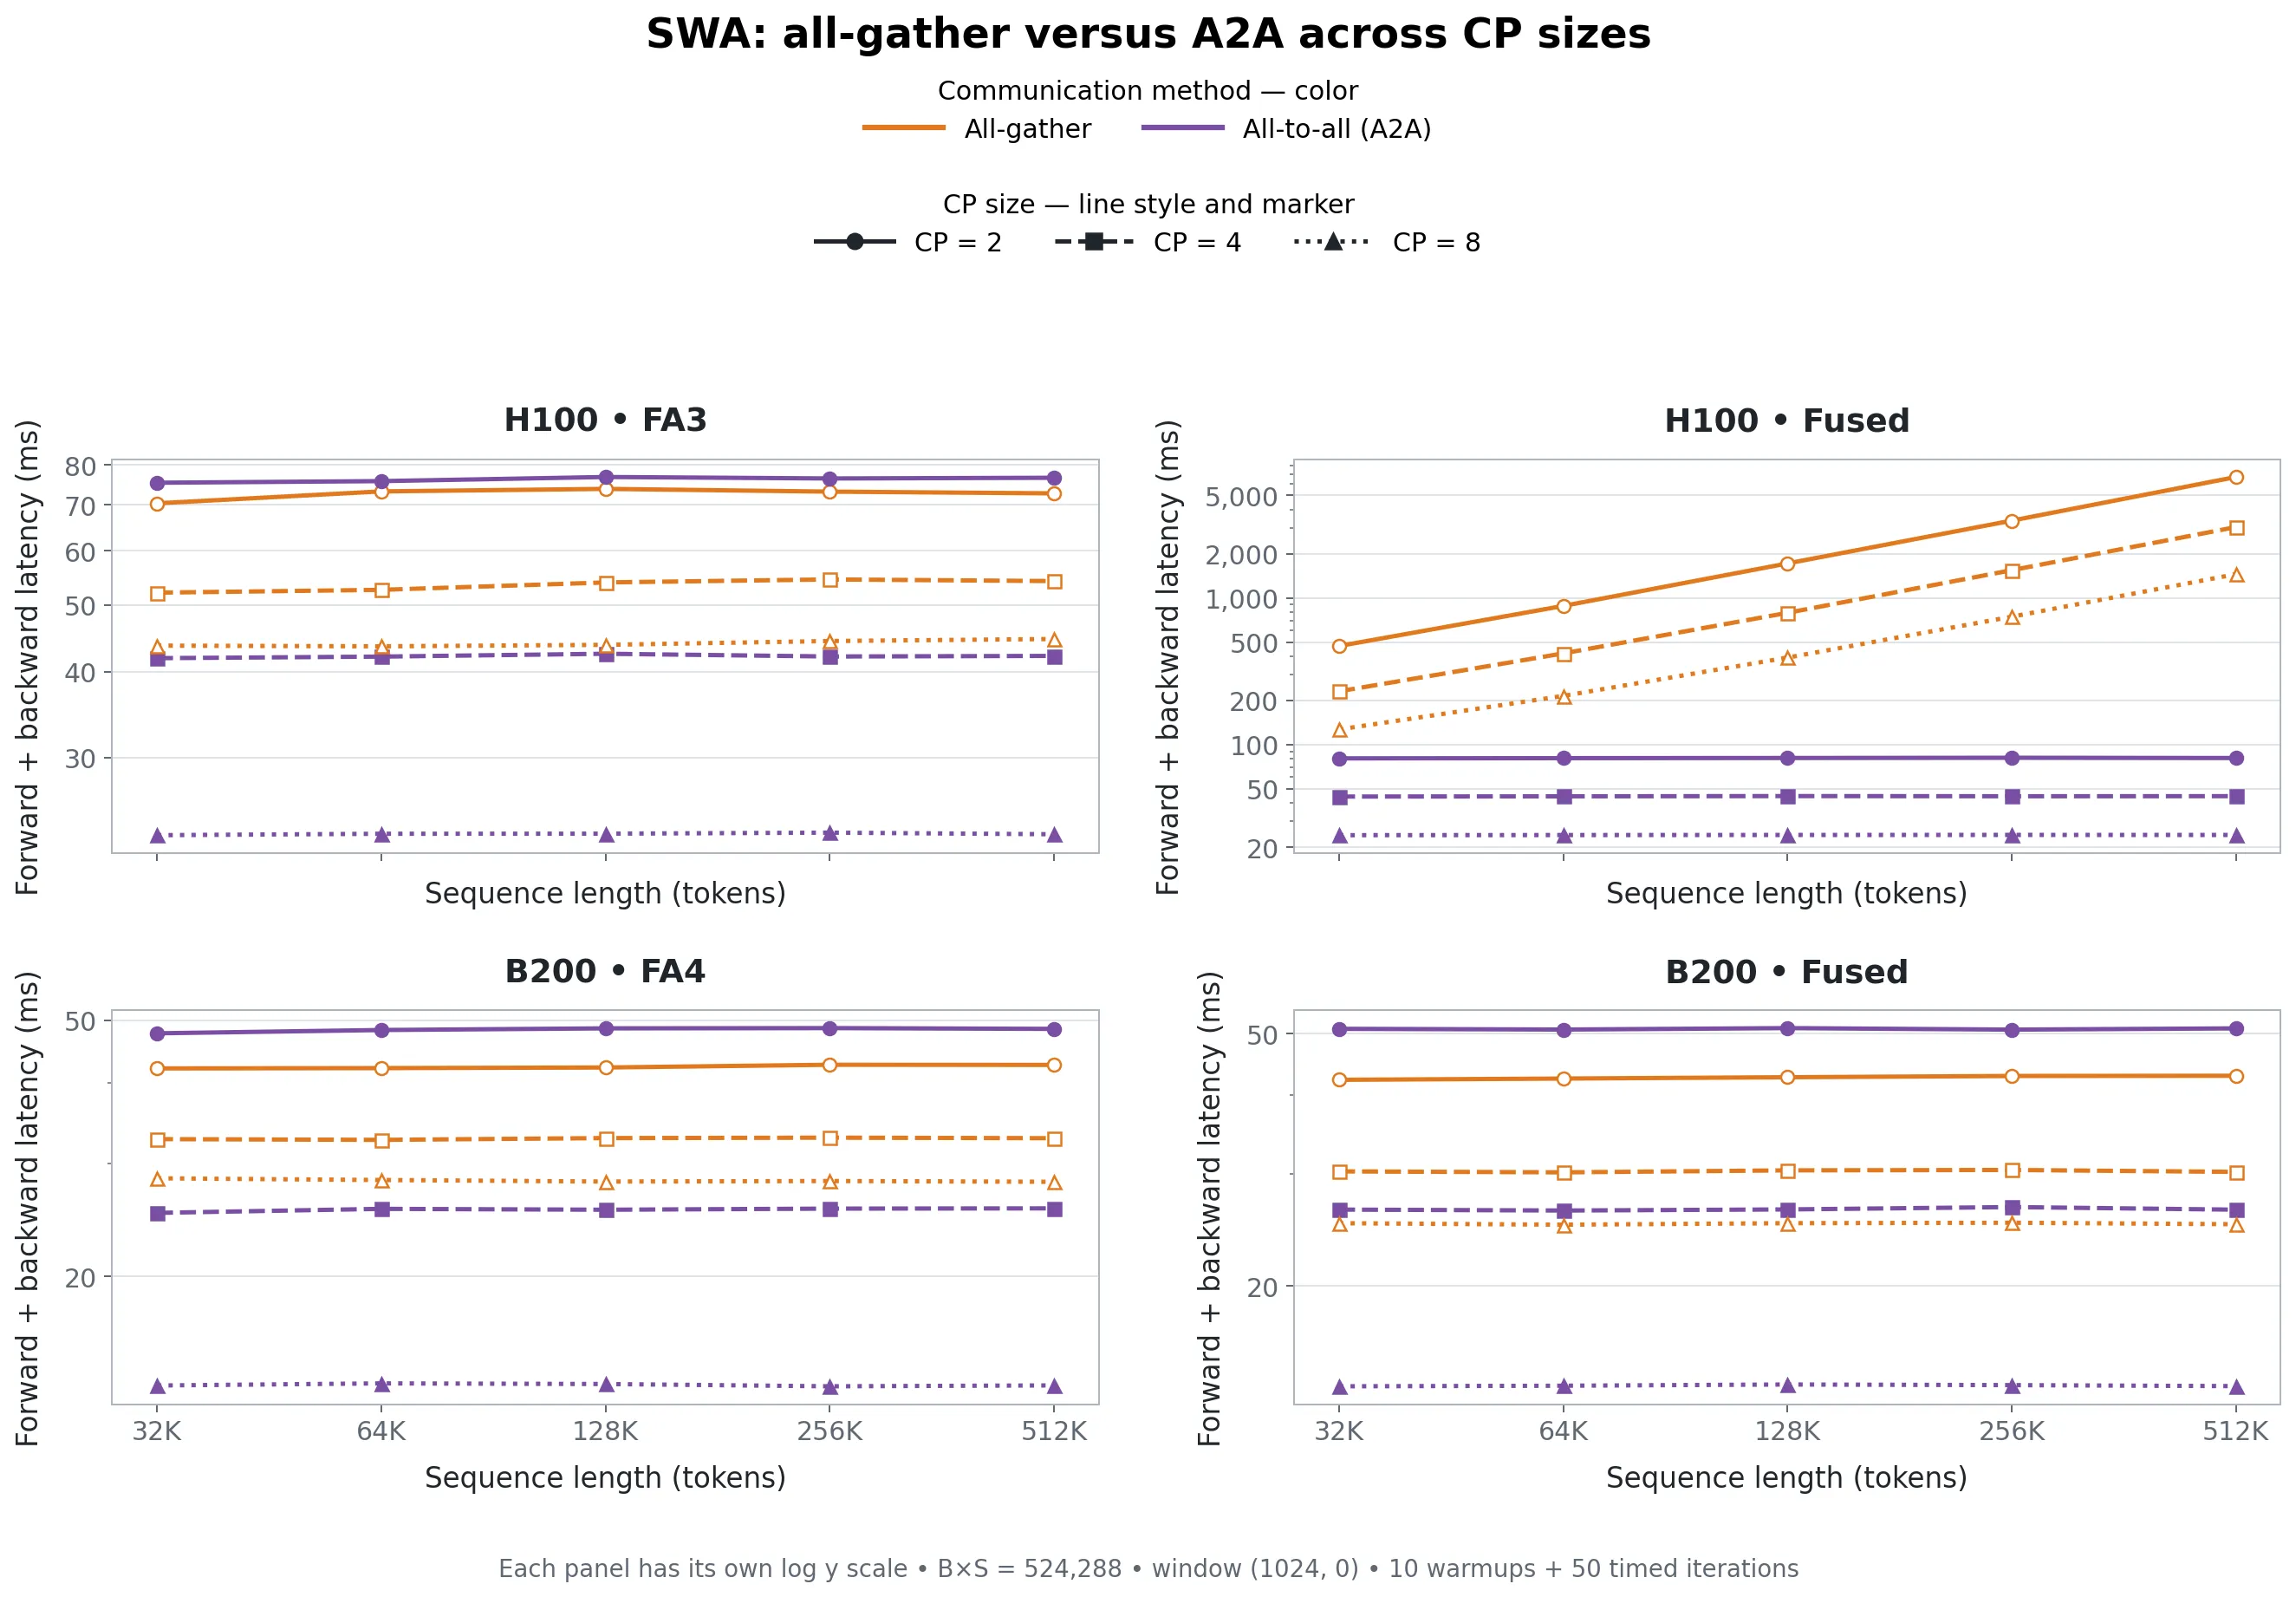 SWA: all-gather versus A2A across CP sizes
Communication method — color
All-gather
All-to-all (A2A)
CP size — line style and marker
CP = 2
CP = 4
CP = 8
H100 • FA3
Forward + backward latency (ms)
80
70
60
50
40
30
Sequence length (tokens)
H100 • Fused
Forward + backward latency (ms)
5,000
2,000
1,000
500
200
100
50
20
Sequence length (tokens)
B200 • FA4
Forward + backward latency (ms)
50
20
32K 64K 128K 256K 512K
Sequence length (tokens)
B200 • Fused
Forward + backward latency (ms)
50
20
32K 64K 128K 256K 512K
Sequence length (tokens)
Each panel has its own log y scale • B×S = 524,288 • window (1024, 0) • 10 warmups + 50 timed iterations